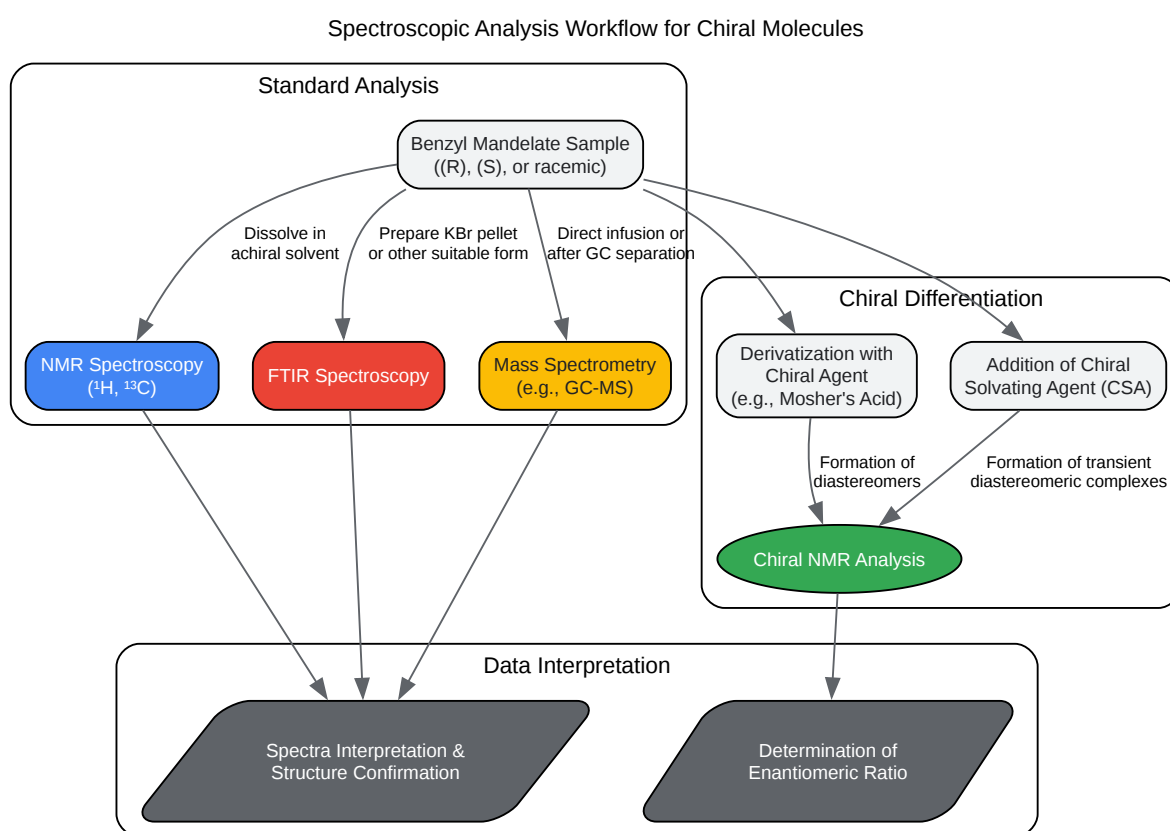 Spectroscopic Analysis Workflow for Chiral Molecules
Standard Analysis
Benzyl Mandelate Sample
((R), (S), or racemic)
Dissolve in
achiral solvent
Prepare KBr pellet
or other suitable form
Direct infusion or
after GC separation
NMR Spectroscopy
(¹H, ¹³C)
FTIR Spectroscopy
Mass Spectrometry
(e.g., GC-MS)
Chiral Differentiation
Derivatization with
Chiral Agent
(e.g., Mosher's Acid)
Addition of Chiral
Solvating Agent (CSA)
Formation of
diastereomers
Formation of transient
diastereomeric complexes
Chiral NMR Analysis
Data Interpretation
Spectra Interpretation &
Structure Confirmation
Determination of
Enantiomeric Ratio